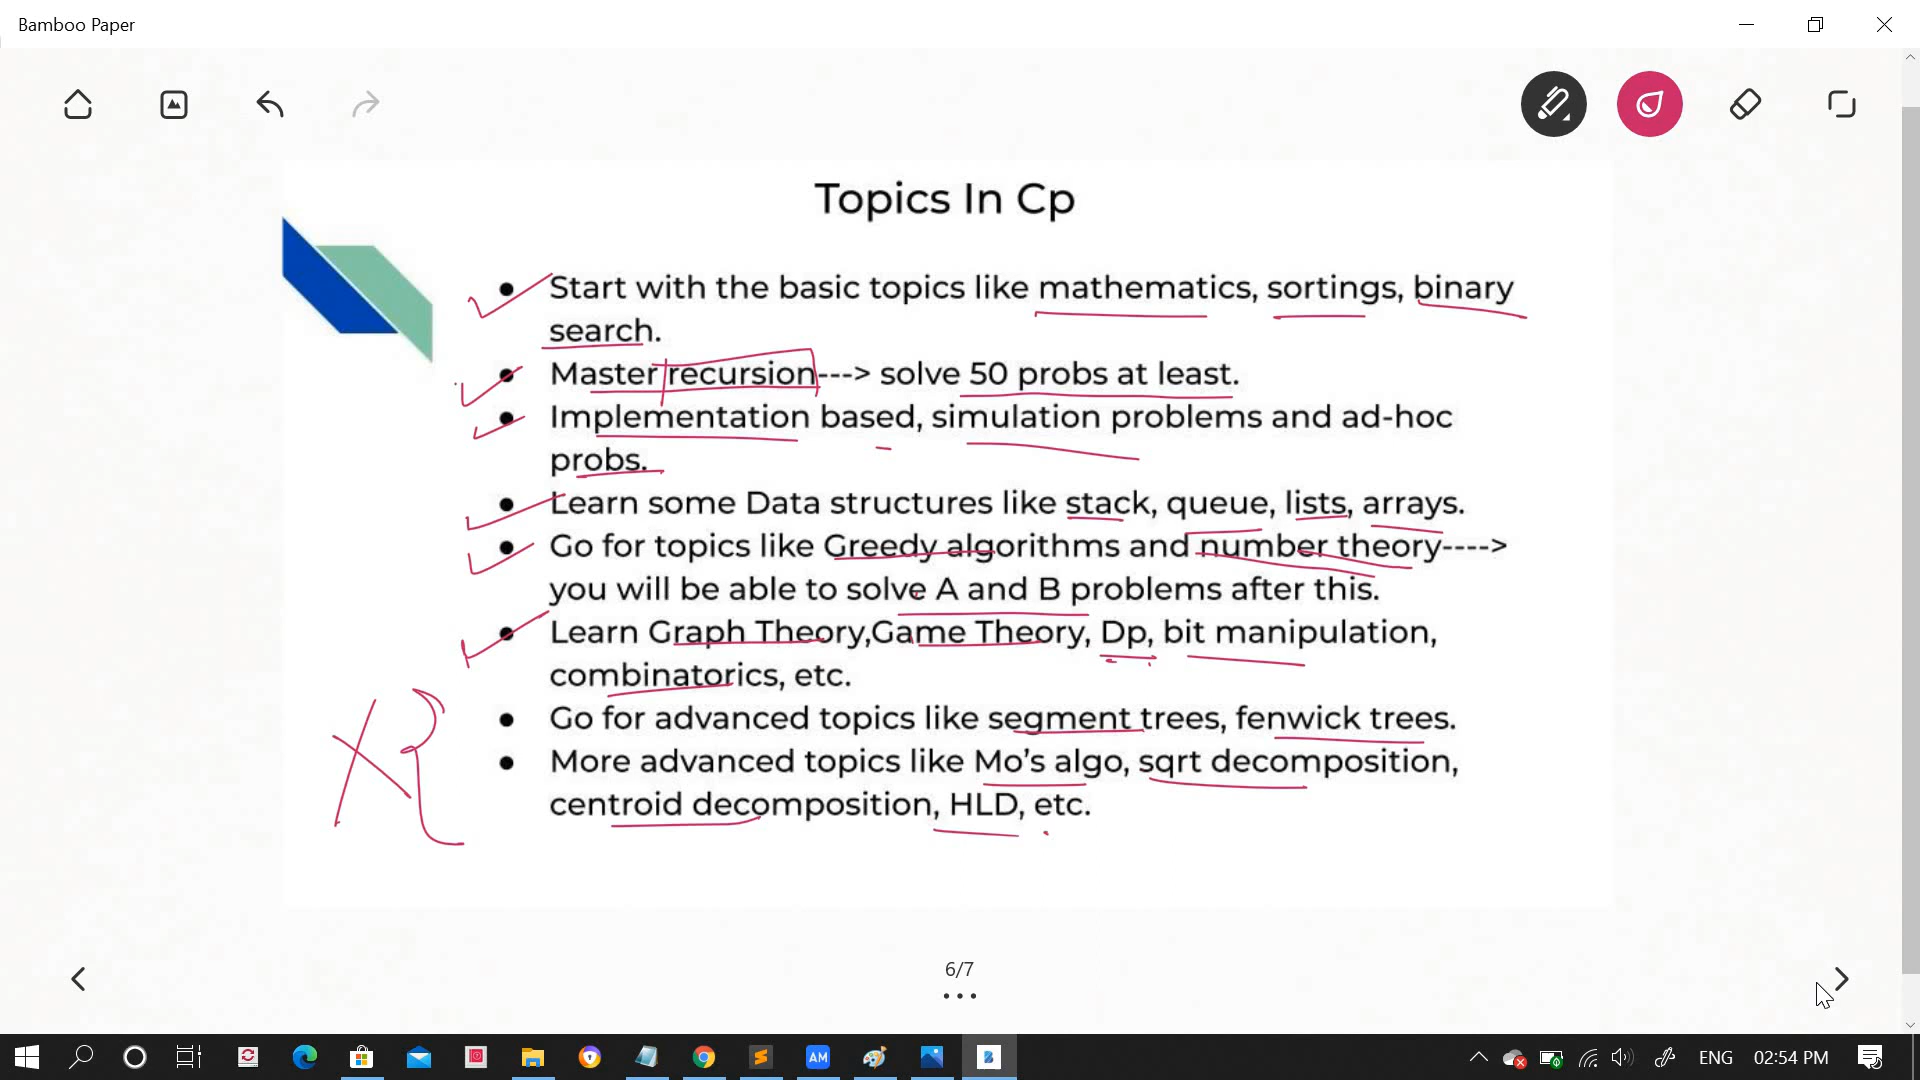 Bamboo Paper
Topics In Cp
● Start with the basic topics like mathematics, sortings, binary
search.
● Master recursion---> solve 50 probs at least.
● Implementation based, simulation problems and ad-hoc
probs.
● Learn some Data structures like stack, queue, lists, arrays.
● Go for topics like Greedy algorithms and number theory---->
you will be able to solve A and B problems after this.
● Learn Graph Theory,Game Theory, Dp, bit manipulation,
combinatorics, etc.
● Go for advanced topics like segment trees, fenwick trees.
● More advanced topics like Mo's algo, sqrt decomposition,
centroid decomposition, HLD, etc.
6/7
AM
ENG
02:54 PM